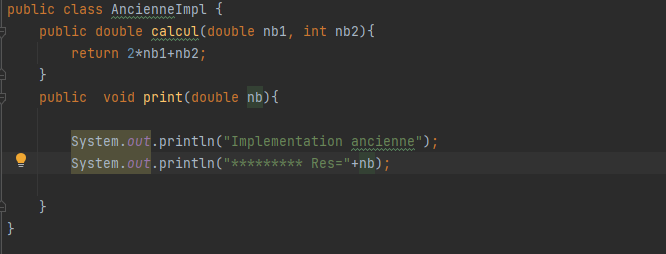 public class AncienneImpl {
public double calcul(double nb1, int nb2){
return 2*nb1+nb2;
}
public  void print(double nb){
System.out.println("Implementation ancienne");
System.out.println("********* Res="+nb);
}
}